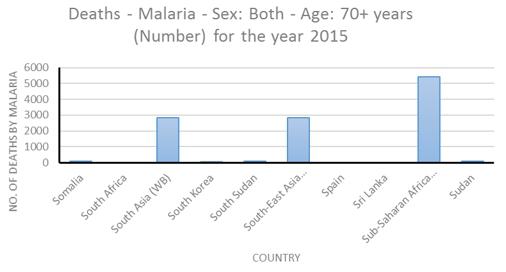 Deaths - Malaria - Sex: Both - Age: 70+ years
(Number) for the year 2015
NO. OF DEATHS BY MALARIA
6000
5000
4000
3000
2000
1000
0
Somalia
South Africa
South Asia (WB)
South Korea
South Sudan
South-East Asia...
Spain
Sri Lanka
Sub-Saharan Africa...
Sudan
COUNTRY